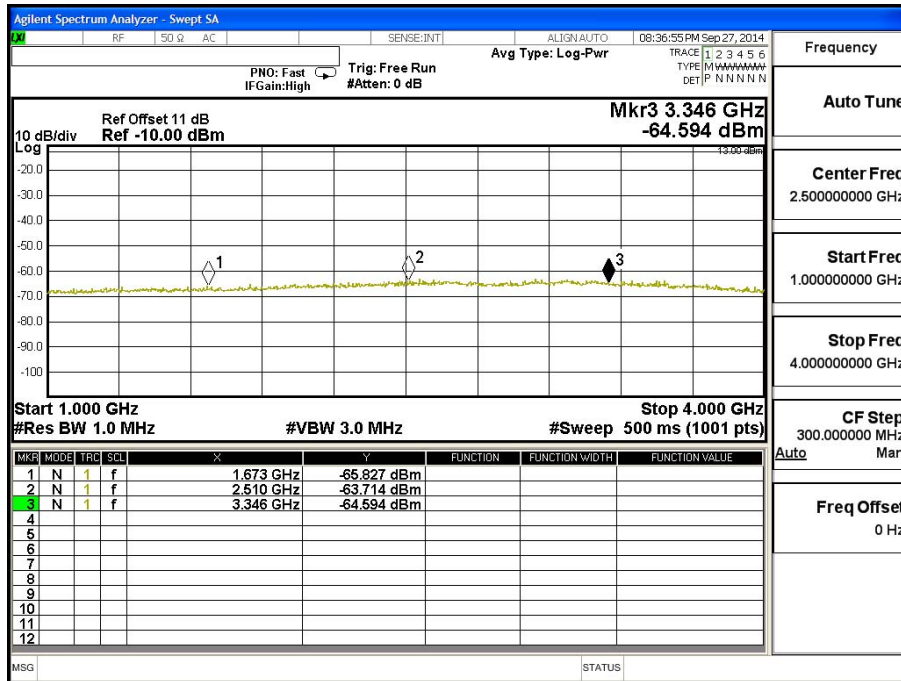 Agilent Spectrum Analyzer - Swept SA
LXI RF 50 Ω AC SENSE:INT ALIGN AUTO 08:36:55 PM Sep 27, 2014
Avg Type: Log-Pwr TRACE 1 2 3 4 5 6
PNO: Fast Trig: Free Run TYPE M WWWWW
IFGain:High #Atten: 0 dB DET P N N N N N
Ref Offset 11 dB Mkr3 3.346 GHz
10 dB/div Ref -10.00 dBm -64.594 dBm
Log
13.00 dBm
-20.0
-30.0
-40.0
-50.0
-60.0
-70.0
-80.0
-90.0
-100
1 2 3
Start 1.000 GHz Stop 4.000 GHz
#Res BW 1.0 MHz #VBW 3.0 MHz #Sweep 500 ms (1001 pts)
MKR MODE TRC SCL X Y FUNCTION FUNCTION WIDTH FUNCTION VALUE
1 N 1 f 1.673 GHz -65.827 dBm
2 N 1 f 2.510 GHz -63.714 dBm
3 N 1 f 3.346 GHz -64.594 dBm
4
5
6
7
8
9
10
11
12
MSG STATUS
Frequency
Auto Tune
Center Freq
2.500000000 GHz
Start Freq
1.000000000 GHz
Stop Freq
4.000000000 GHz
CF Step
300.000000 MHz
Auto Man
Freq Offset
0 Hz